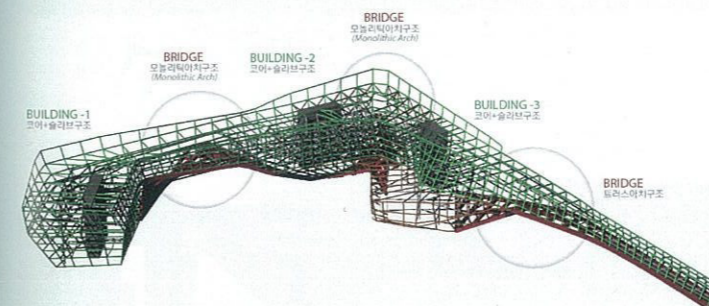 BRIDGE
모놀리틱아치구조
(Monolithic Arch)
BRIDGE
모놀리틱아치구조
(Monolithic Arch)
BUILDING -2
코어+슬라브구조
BUILDING -1
코어+슬라브구조
BUILDING -3
코어+슬라브구조
BRIDGE
트러스아치구조